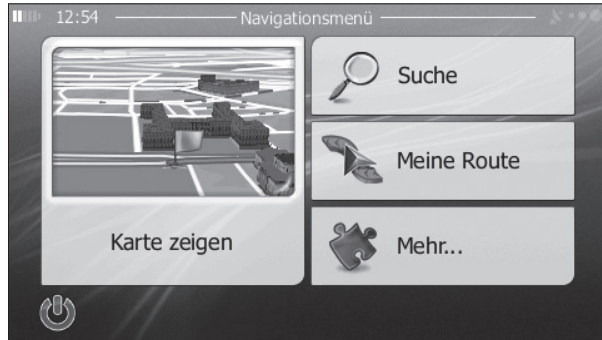 12:54 Navigationsmenü
Suche
Meine Route
Karte zeigen
Mehr...